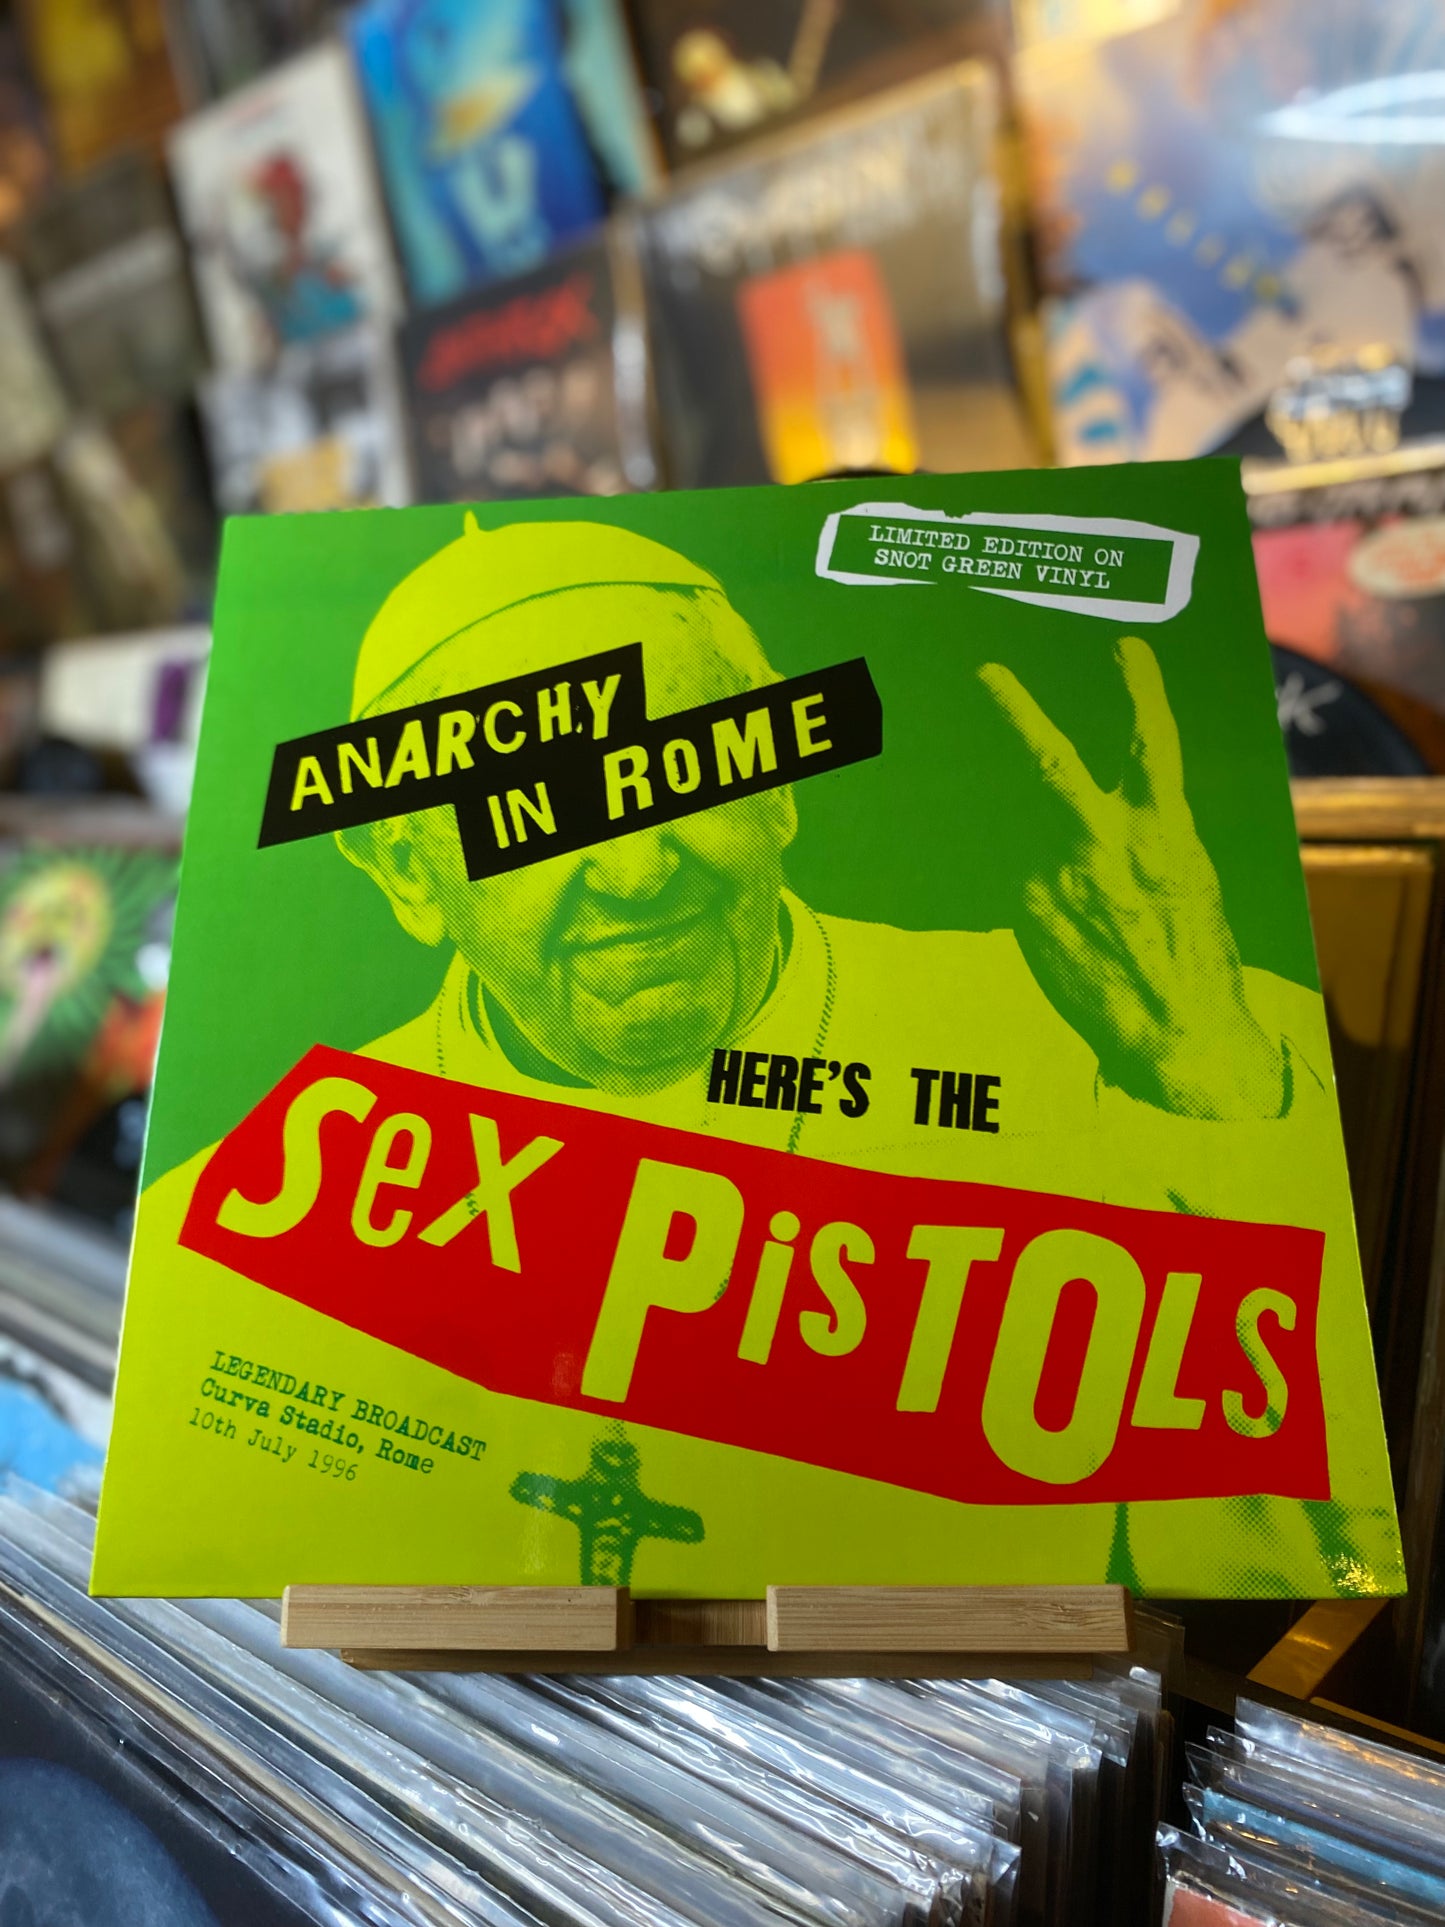 LIMITED EDITION ON
SNOT GREEN VINYL
ANARCHY
IN ROME
HERE'S THE
SEX PISTOLS
LEGENDARY BROADCAST
Curva Stadio, Rome
10th July 1996